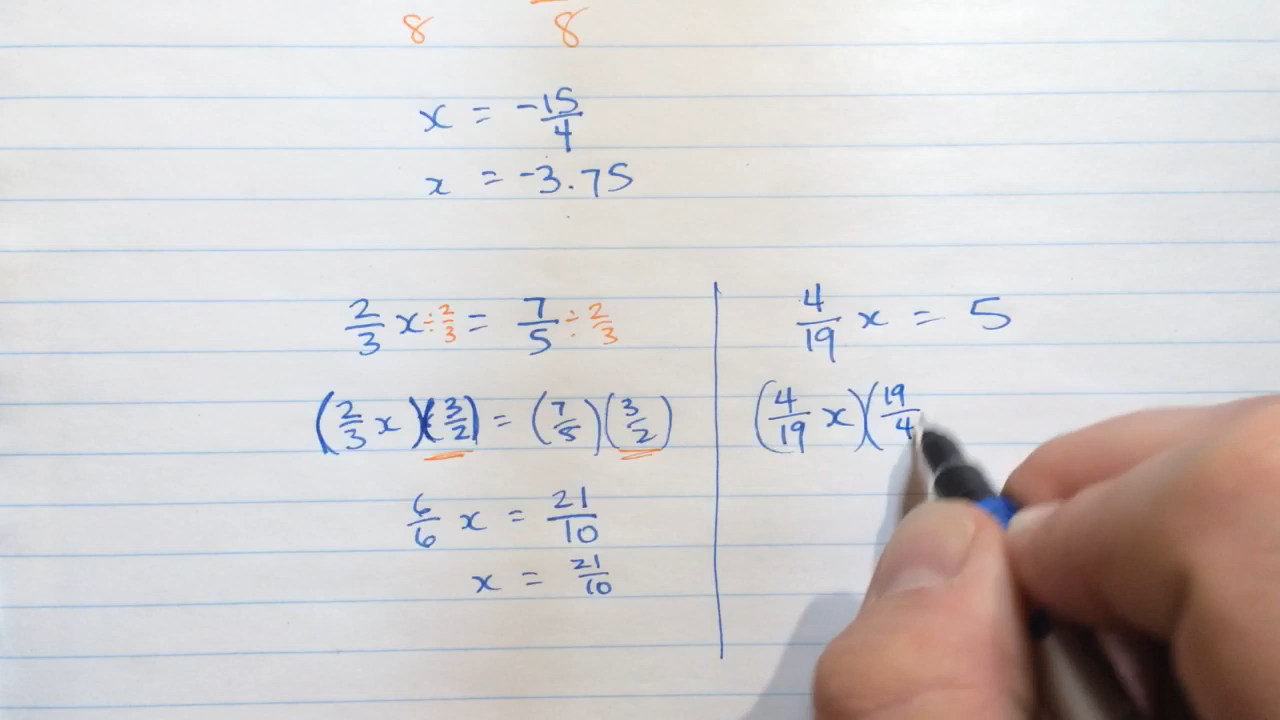 8 8
x = -15/4
x = -3.75
2/3 x ÷ 2/3 = 7/5 ÷ 2/3
(2/3 x)(3/2) = (7/5)(3/2)
6/6 x = 21/10
x = 21/10
4/19 x = 5
(4/19 x)(19/4